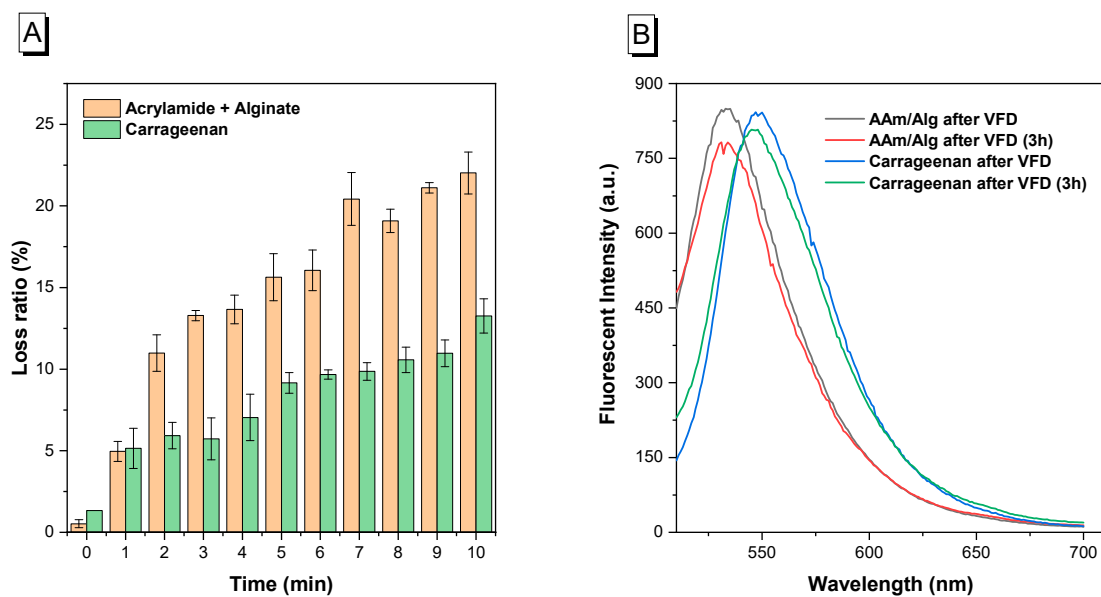 A
Acrylamide + Alginate
Carrageenan
Loss ratio (%)
25
20
15
10
5
0
0 1 2 3 4 5 6 7 8 9 10
Time (min)
B
AAm/Alg after VFD
AAm/Alg after VFD (3h)
Carrageenan after VFD
Carrageenan after VFD (3h)
Fluorescent Intensity (a.u.)
900
750
600
450
300
150
0
550 600 650 700
Wavelength (nm)